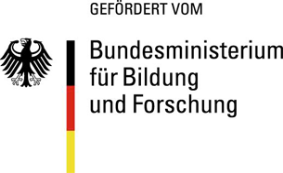 GEFÖRDERT VOM
Bundesministerium
für Bildung
und Forschung